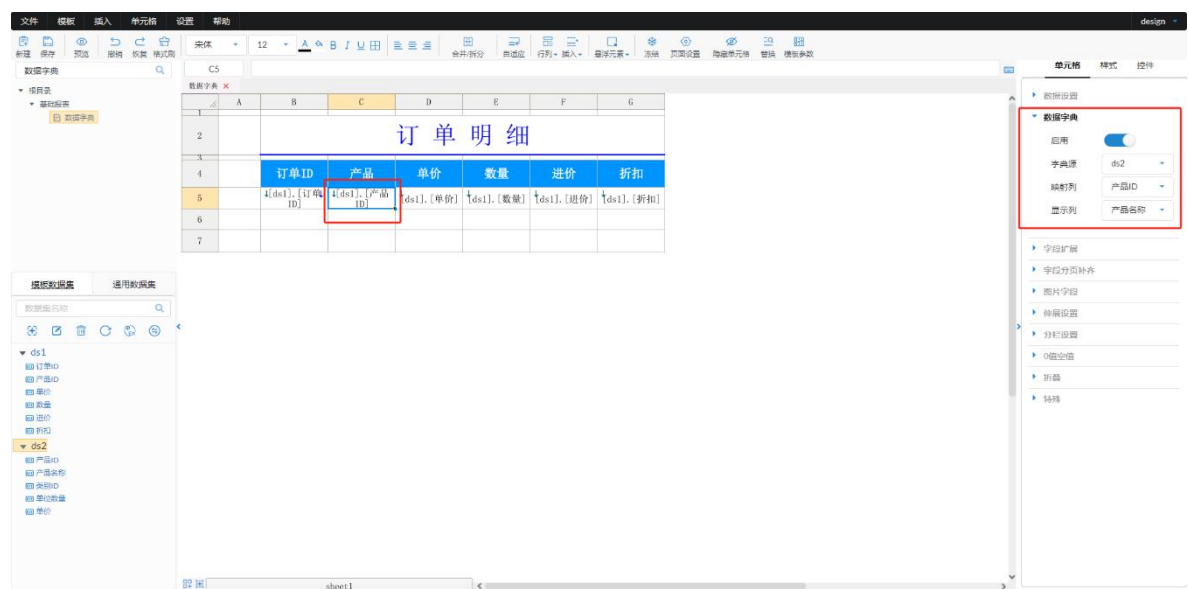 文件 模板 插入 单元格 设置 帮助 design
新建 保存 预览 撤销 恢复 格式刷 宋体 12 B I U 合并/拆分 自适应 行列 插入 悬浮元素 冻结 页面设置 隐藏单元格 替换 模板参数
数据字典
C5
单元格 样式 控件
根目录
基础报表
数据字典
数据字典 ×
A B C D E F G
1
2 订 单 明 细
3
4 订单ID 产品 单价 数量 进价 折扣
5 [ds1].[订单ID] [ds1].[产品ID] [ds1].[单价] [ds1].[数量] [ds1].[进价] [ds1].[折扣]
6
7
数据设置
数据字典
启用
字典源 ds2
映射列 产品ID
显示列 产品名称
字段扩展
字段分页补齐
图片字段
伸展设置
分栏设置
0值空值
折叠
特殊
模板数据集 通用数据集
数据集名称
ds1
订单ID
产品ID
单价
数量
进价
折扣
ds2
产品ID
产品名称
类别ID
单位数量
单价
sheet1